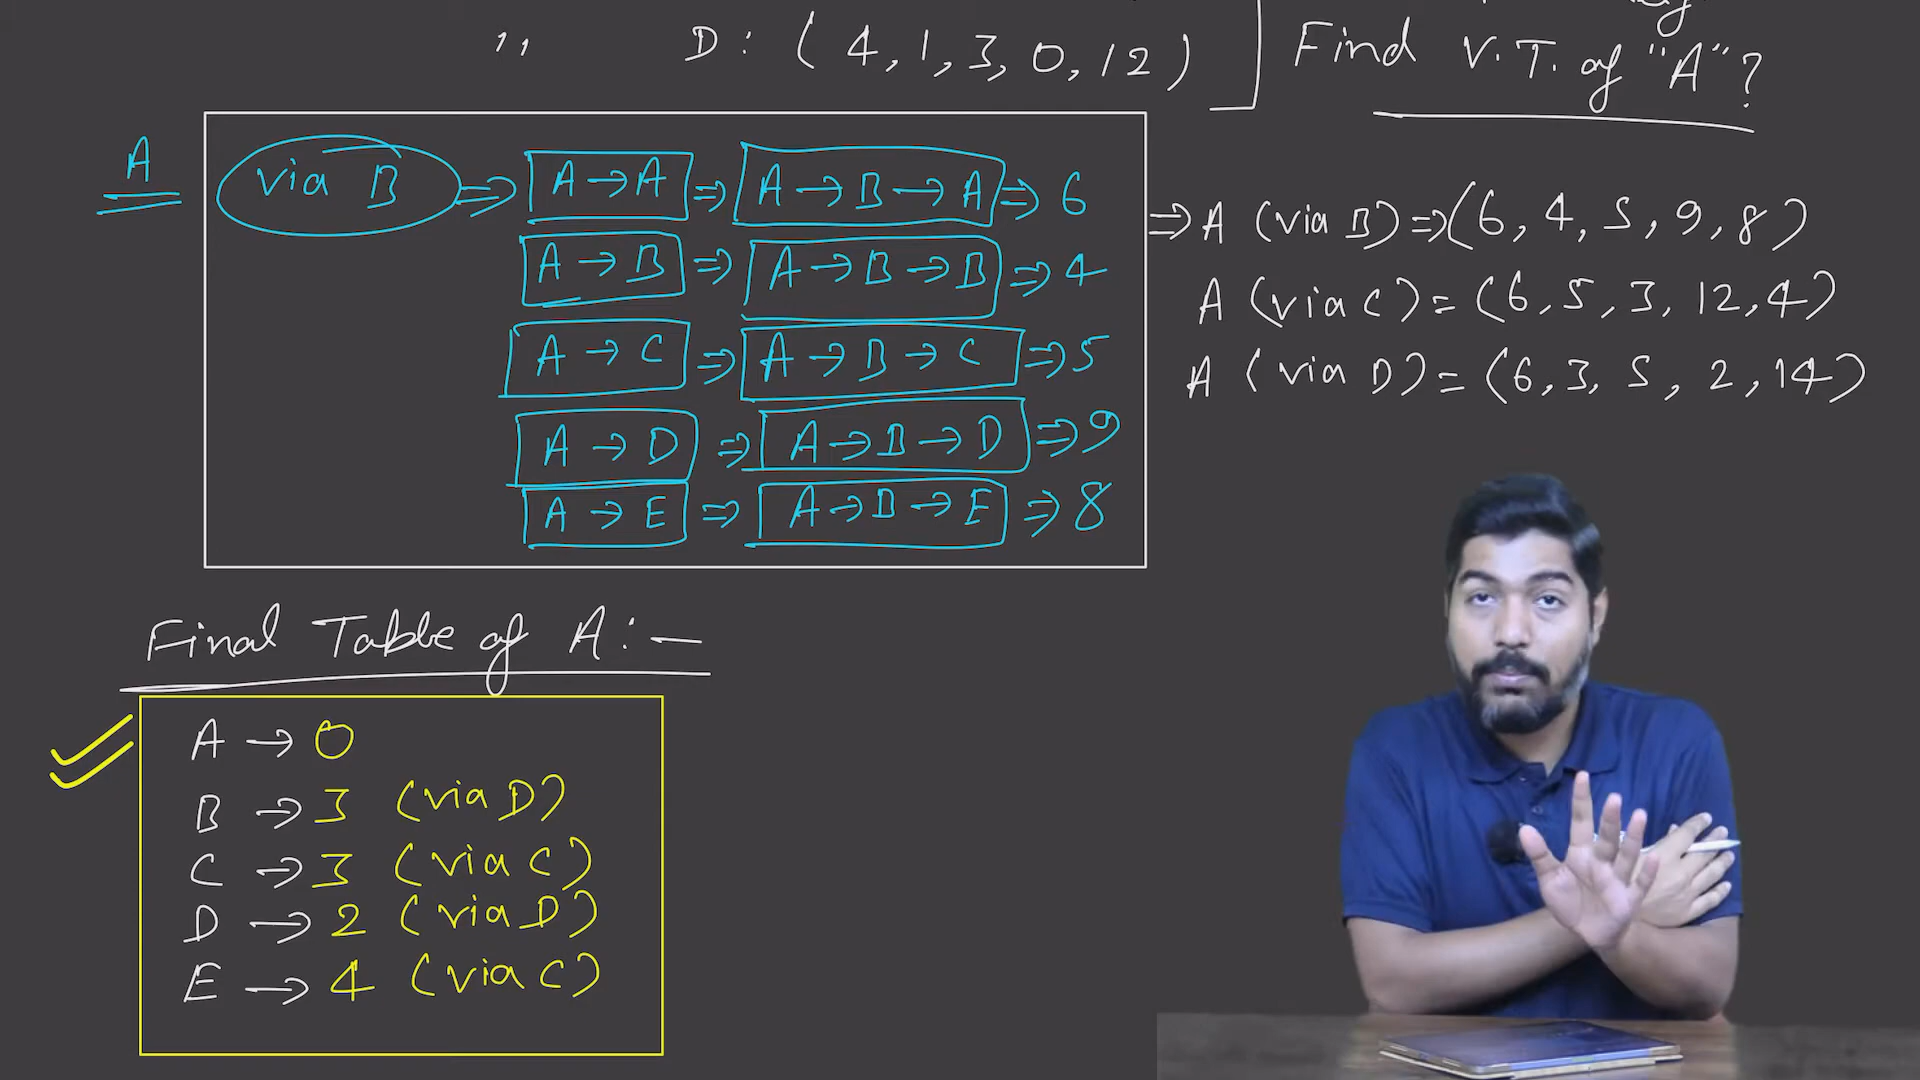 ,, D: (4, 1, 3, 0, 12)
Find V.T. of "A"?
A
via B ⇒ A → A ⇒ A → B → A ⇒ 6
A → B ⇒ A → B → B ⇒ 4
A → C ⇒ A → B → C ⇒ 5
A → D ⇒ A → B → D ⇒ 9
A → E ⇒ A → B → E ⇒ 8
⇒ A (via B) ⇒ (6, 4, 5, 9, 8)
A (via C) = (6, 5, 3, 12, 4)
A (via D) = (6, 3, 5, 2, 14)
Final Table of A:-
A → 0
B → 3 (via D)
C → 3 (via C)
D → 2 (via D)
E → 4 (via C)